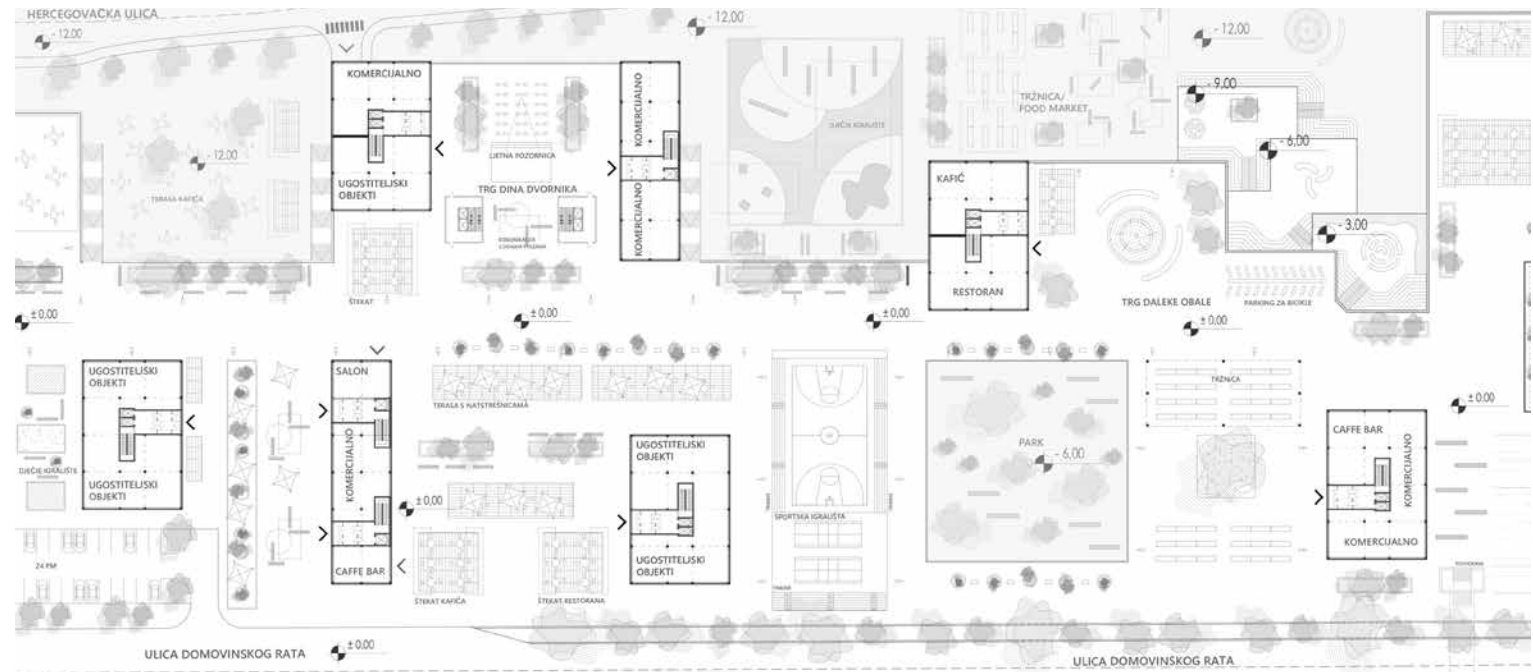 HERCEGOVAČKA ULICA
- 12,00
- 12,00
- 12,00
KOMERCIJALNO
KOMERCIJALNO
TRŽNICA/
FOOD MARKET
- 9,00
- 6,00
- 3,00
- 12,00
TERASA KAFIĆA
LJETNA POZORNICA
UGOSTITELJSKI
OBJEKTI
TRG DINA DVORNIKA
KOMERCIJALNO
KAFIĆ
RESTORAN
TRG DALEKE OBALE
PARKING ZA BICIKLE
ŠTEKAT
± 0,00
± 0,00
± 0,00
± 0,00
UGOSTITELJSKI
OBJEKTI
SALON
KOMERCIJALNO
TERASA S NATSTREŠNICAMA
TRŽNICA
± 0.00
CAFFE BAR
KOMERCIJALNO
KOMERCIJALNO
UGOSTITELJSKI
OBJEKTI
PARK
- 6,00
DJEČJE IGRALIŠTE
UGOSTITELJSKI
OBJEKTI
± 0,00
SPORTSKA IGRALIŠTA
24 PM
CAFFE BAR
UGOSTITELJSKI
OBJEKTI
ŠTEKAT KAFIĆA
ŠTEKAT RESTORANA
ULICA DOMOVINSKOG RATA
± 0.00
ULICA DOMOVINSKOG RATA